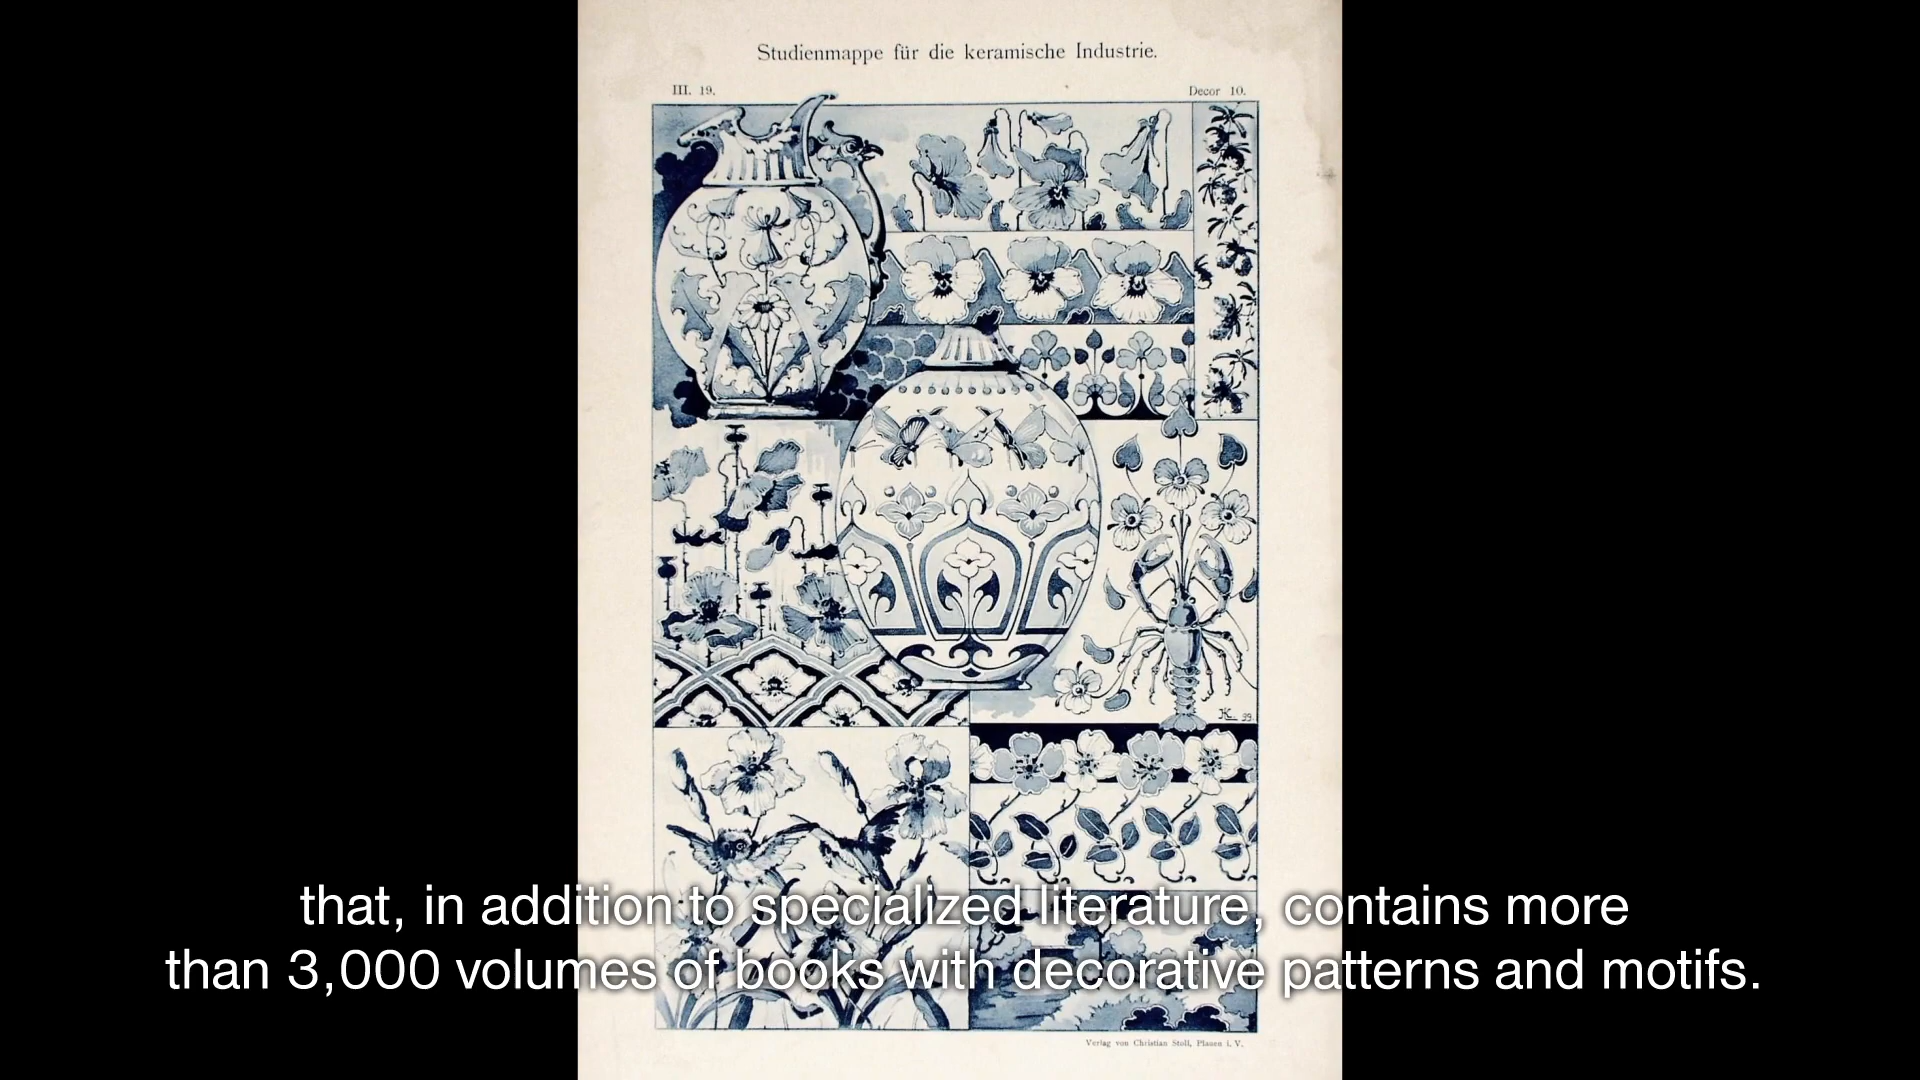 Studienmappe für die keramische Industrie.
III. 19.
Decor 10.
99.
that, in addition to specialized literature, contains more
than 3,000 volumes of books with decorative patterns and motifs.
Verlag von Christian Stoll, Plauen i. V.